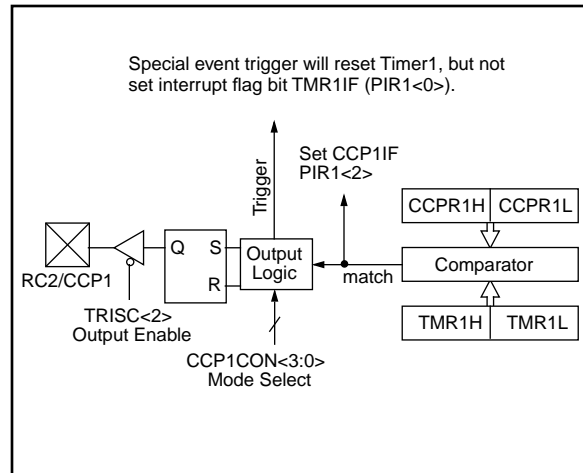 Special event trigger will reset Timer1, but not
set interrupt flag bit TMR1IF (PIR1<0>).
Trigger
Set CCP1IF
PIR1<2>
CCPR1H CCPR1L
Q S
R
Output
Logic
match
Comparator
RC2/CCP1
TRISC<2>
Output Enable
TMR1H TMR1L
CCP1CON<3:0>
Mode Select